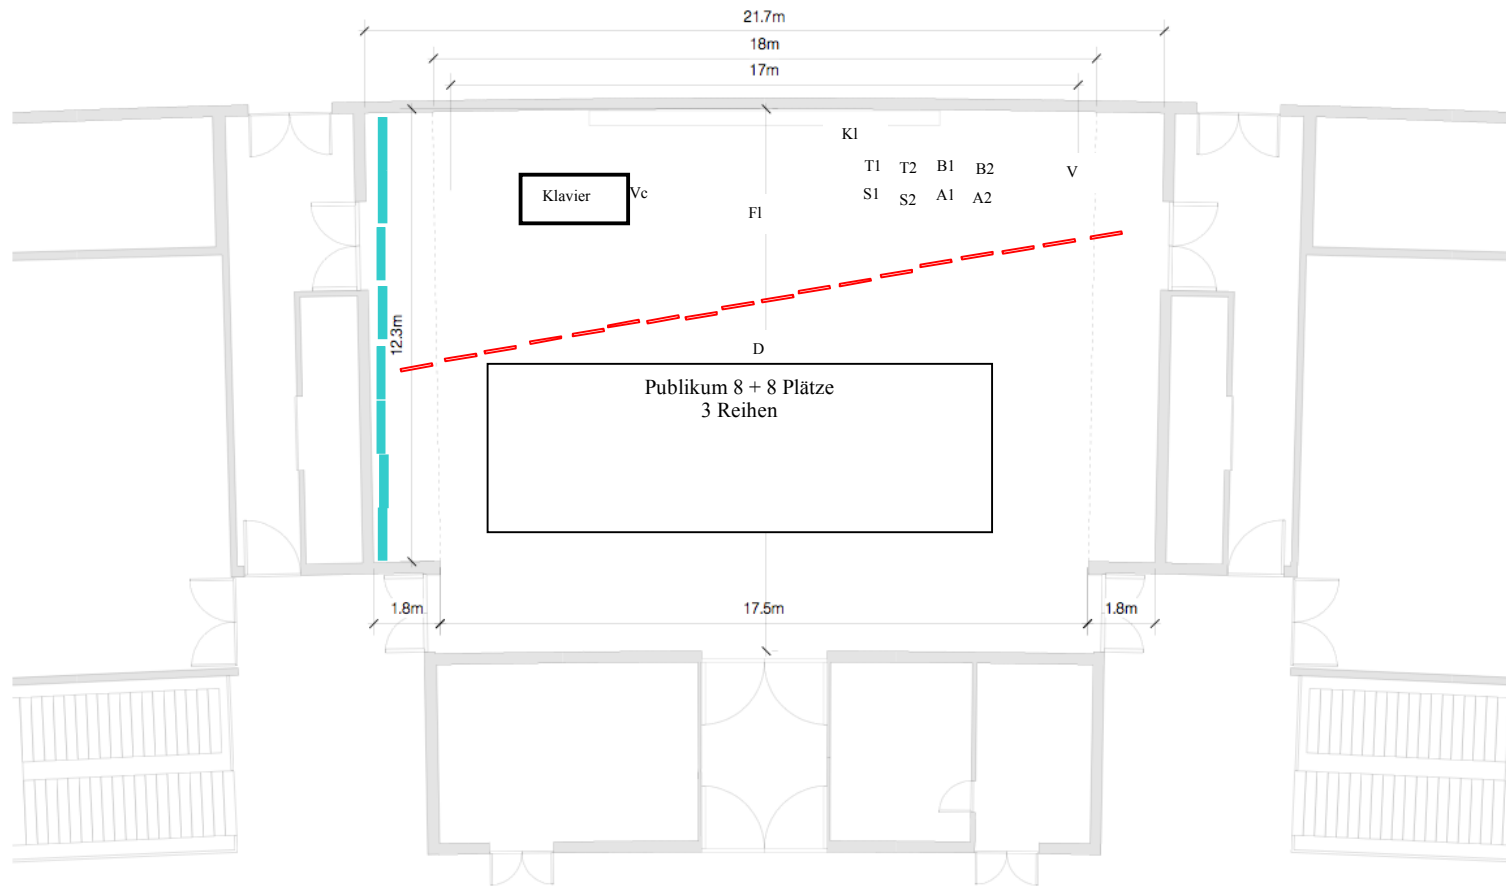 21.7m
18m
17m
Kl
T1 T2 B1 B2
V
Klavier
Vc
S1 S2 A1 A2
Fl
12.3m
D
Publikum 8 + 8 Plätze
3 Reihen
1.8m
17.5m
1.8m